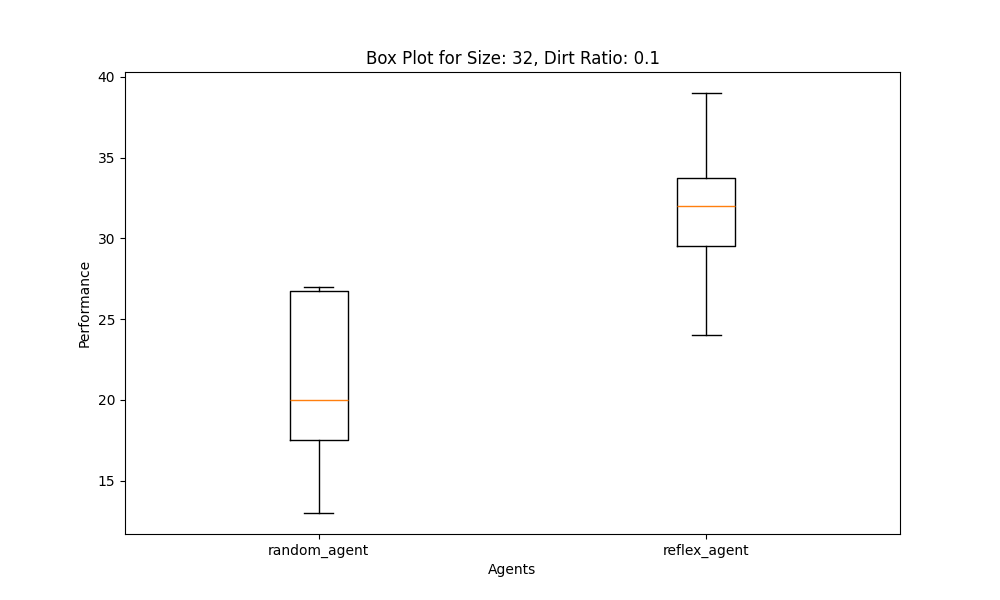 Box Plot for Size: 32, Dirt Ratio: 0.1
40
35
30
25
20
15
Performance
random_agent
reflex_agent
Agents